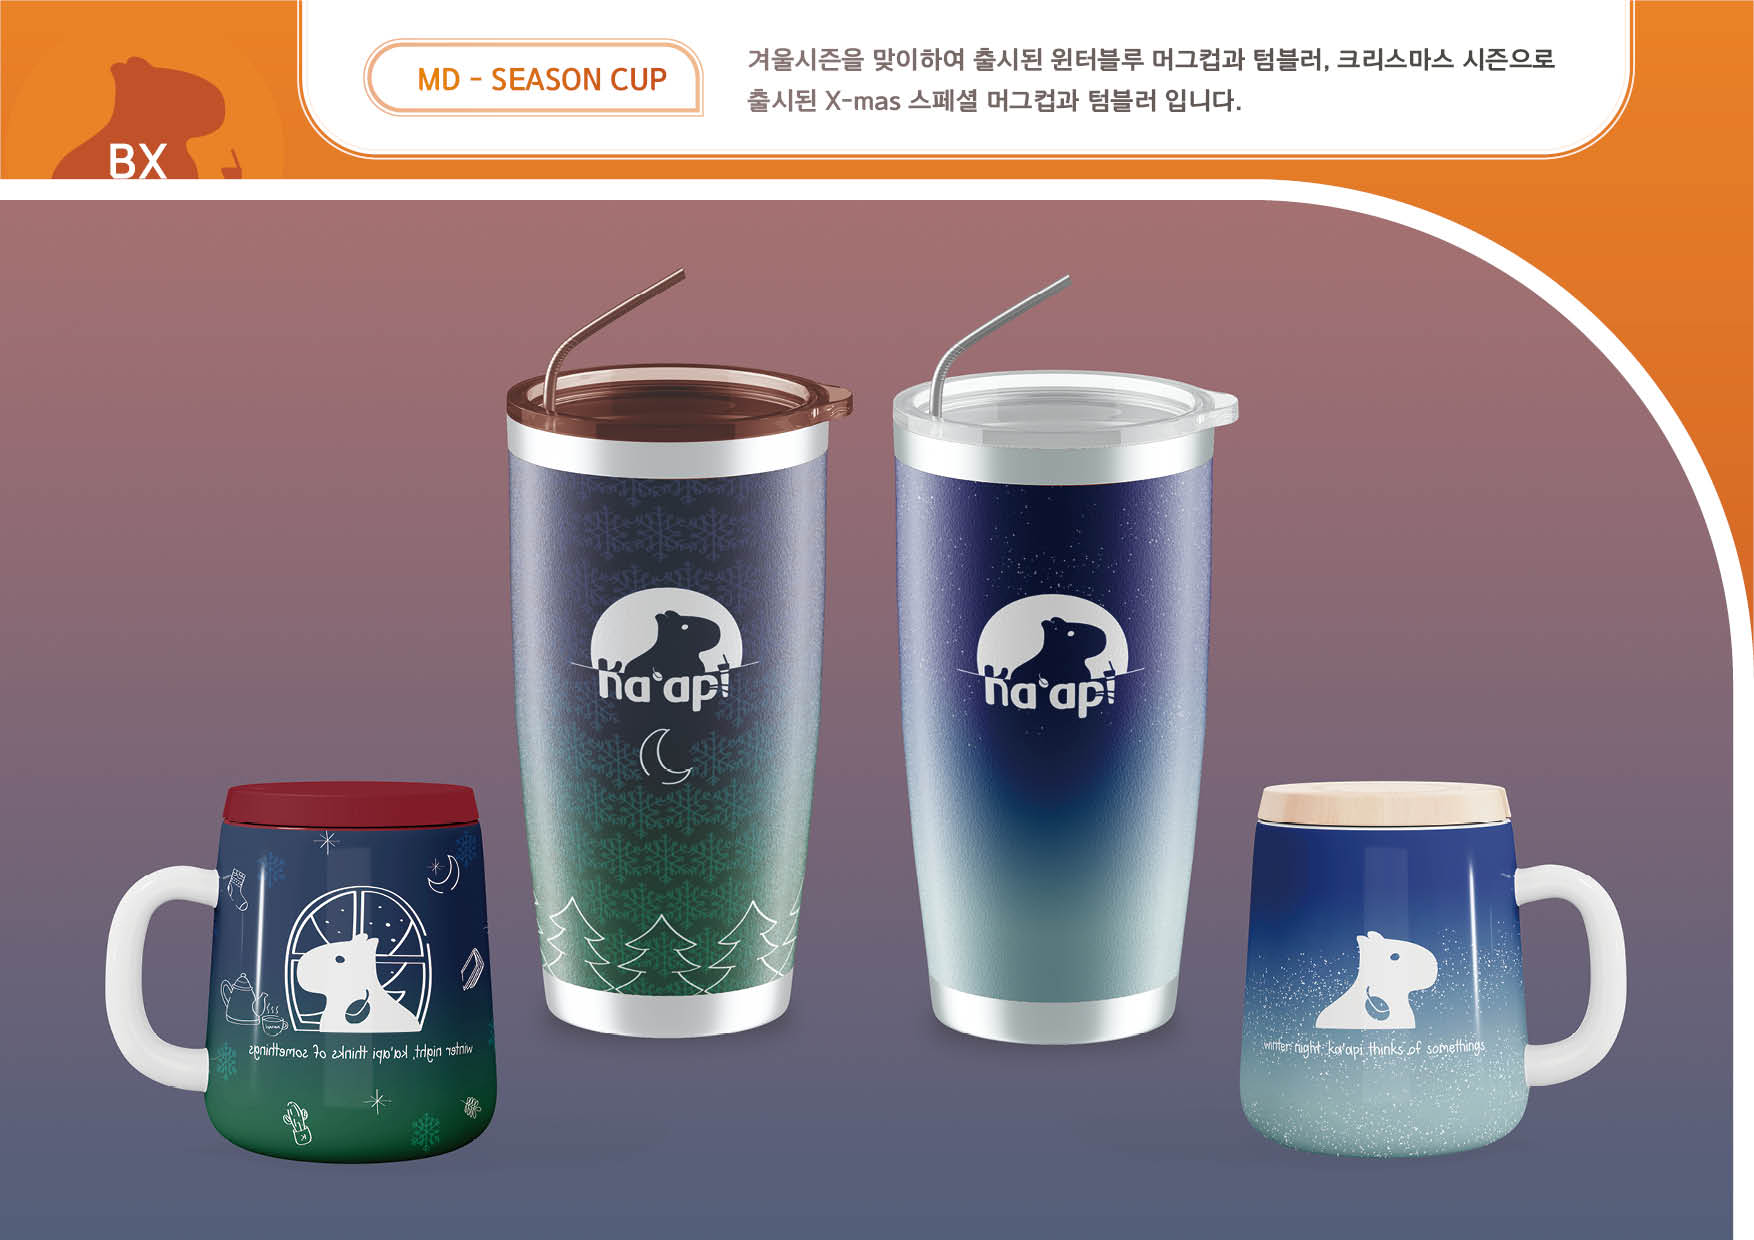 MD - SEASON CUP
겨울시즌을 맞이하여 출시된 윈터블루 머그컵과 텀블러, 크리스마스 시즌으로
출시된 X-mas 스페셜 머그컵과 텀블러 입니다.
BX
Ka'api
Ka'api
winter night, ka'api thinks of somethings
winter night, ka'api thinks of somethings
K